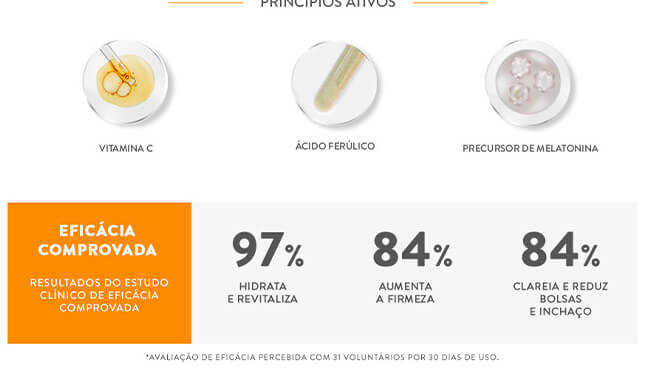 PRINCÍPIOS ATIVOS
VITAMINA C
ÁCIDO FERÚLICO
PRECURSOR DE MELATONINA
EFICÁCIA
COMPROVADA
RESULTADOS DO ESTUDO
CLÍNICO DE EFICÁCIA
COMPROVADA
97%
HIDRATA
E REVITALIZA
84%
AUMENTA
A FIRMEZA
84%
CLAREIA E REDUZ
BOLSAS
E INCHAÇO
*AVALIAÇÃO DE EFICÁCIA PERCEBIDA COM 31 VOLUNTÁRIOS POR 30 DIAS DE USO.